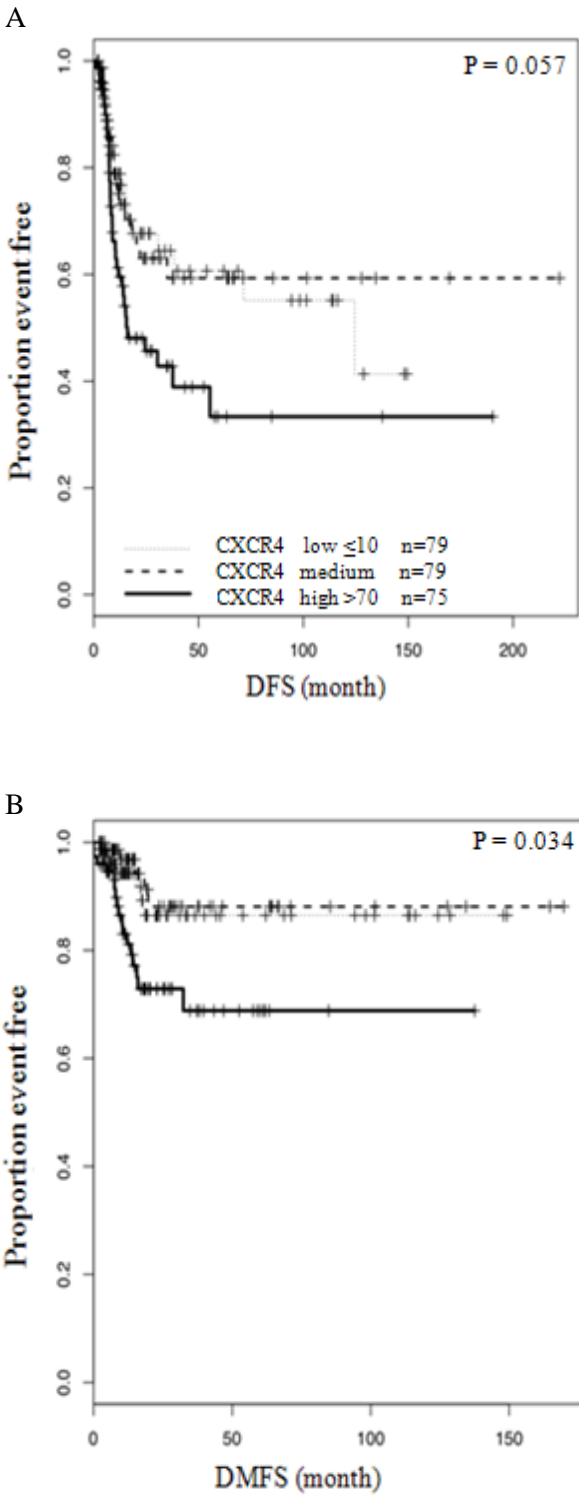 A
P = 0.057
Proportion event free
1.0
0.8
0.6
0.4
0.2
0.0
CXCR4 low ≤10 n=79
CXCR4 medium n=79
CXCR4 high >70 n=75
0 50 100 150 200
DFS (month)
B
P = 0.034
Proportion event free
1.0
0.8
0.6
0.4
0.2
0.0
0 50 100 150
DMFS (month)